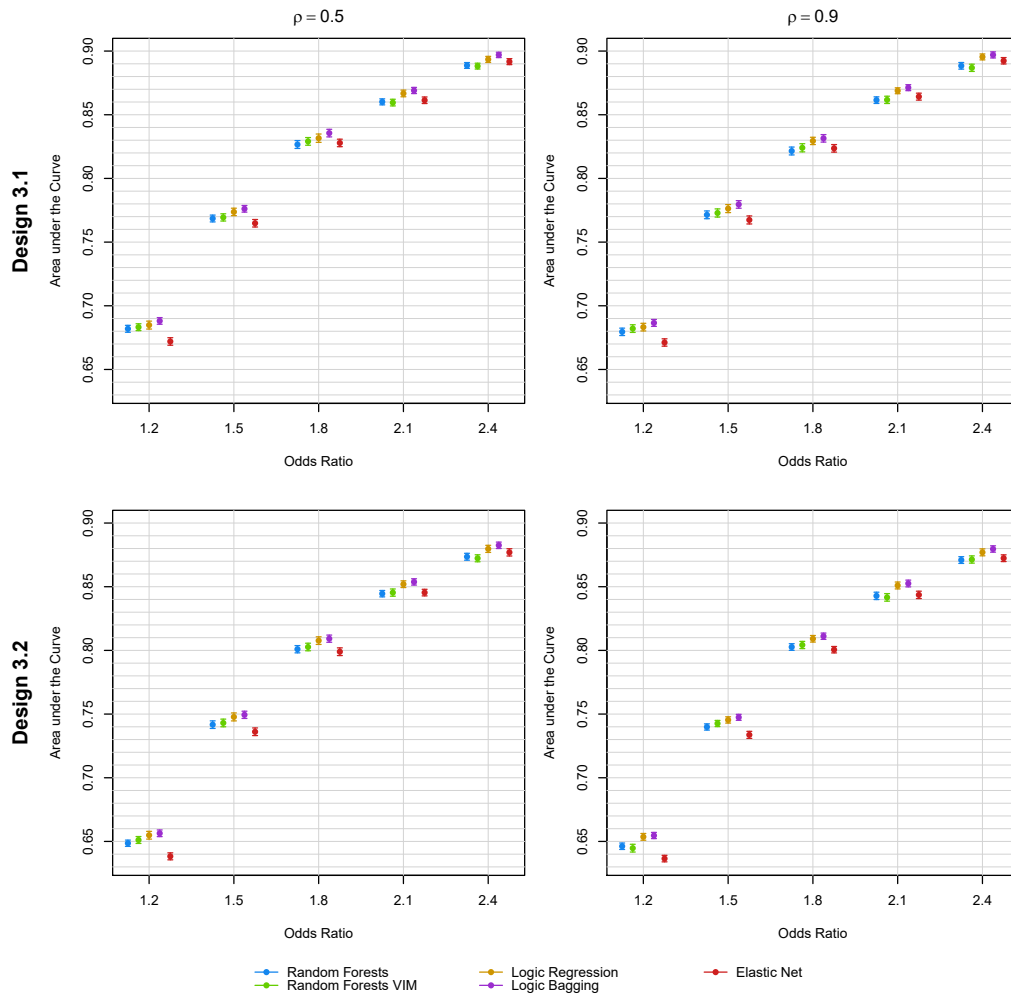 ρ = 0.5
ρ = 0.9
Design 3.1
Area under the Curve
0.90
0.85
0.80
0.75
0.70
0.65
1.2 1.5 1.8 2.1 2.4
Odds Ratio
Area under the Curve
0.90
0.85
0.80
0.75
0.70
0.65
1.2 1.5 1.8 2.1 2.4
Odds Ratio
Design 3.2
Area under the Curve
0.90
0.85
0.80
0.75
0.70
0.65
1.2 1.5 1.8 2.1 2.4
Odds Ratio
Area under the Curve
0.90
0.85
0.80
0.75
0.70
0.65
1.2 1.5 1.8 2.1 2.4
Odds Ratio
Random Forests
Random Forests VIM
Logic Regression
Logic Bagging
Elastic Net